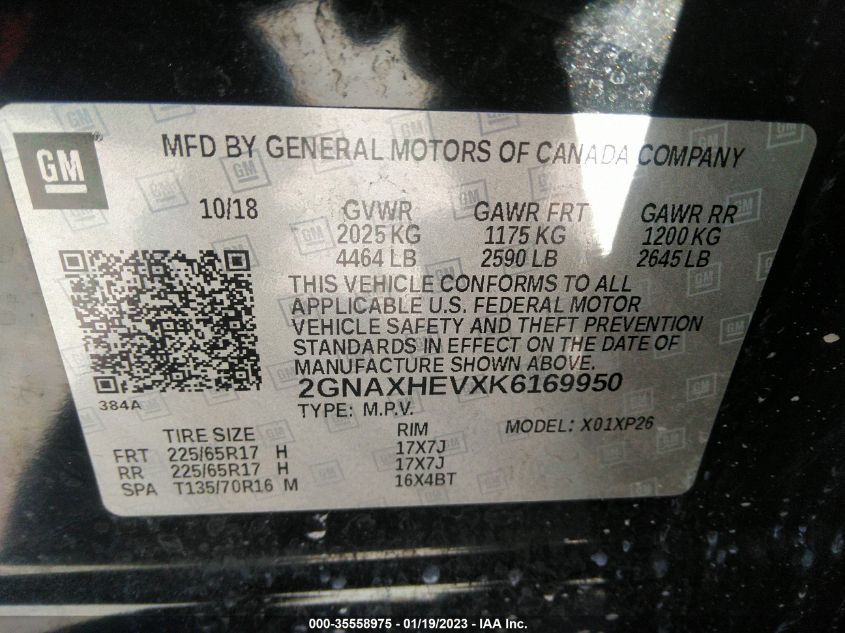 GM
MFD BY GENERAL MOTORS OF CANADA COMPANY
10/18 GVWR GAWR FRT GAWR RR
2025 KG 1175 KG 1200 KG
4464 LB 2590 LB 2645 LB
THIS VEHICLE CONFORMS TO ALL
APPLICABLE U.S. FEDERAL MOTOR
VEHICLE SAFETY AND THEFT PREVENTION
STANDARDS IN EFFECT ON THE DATE OF
MANUFACTURE SHOWN ABOVE.
2GNAXHEVXK6169950
384A
TYPE: M.P.V. MODEL: X01XP26
TIRE SIZE RIM
FRT 225/65R17 H 17X7J
RR 225/65R17 H 17X7J
SPA T135/70R16 M 16X4BT
000-35558975 - 01/19/2023 - IAA Inc.